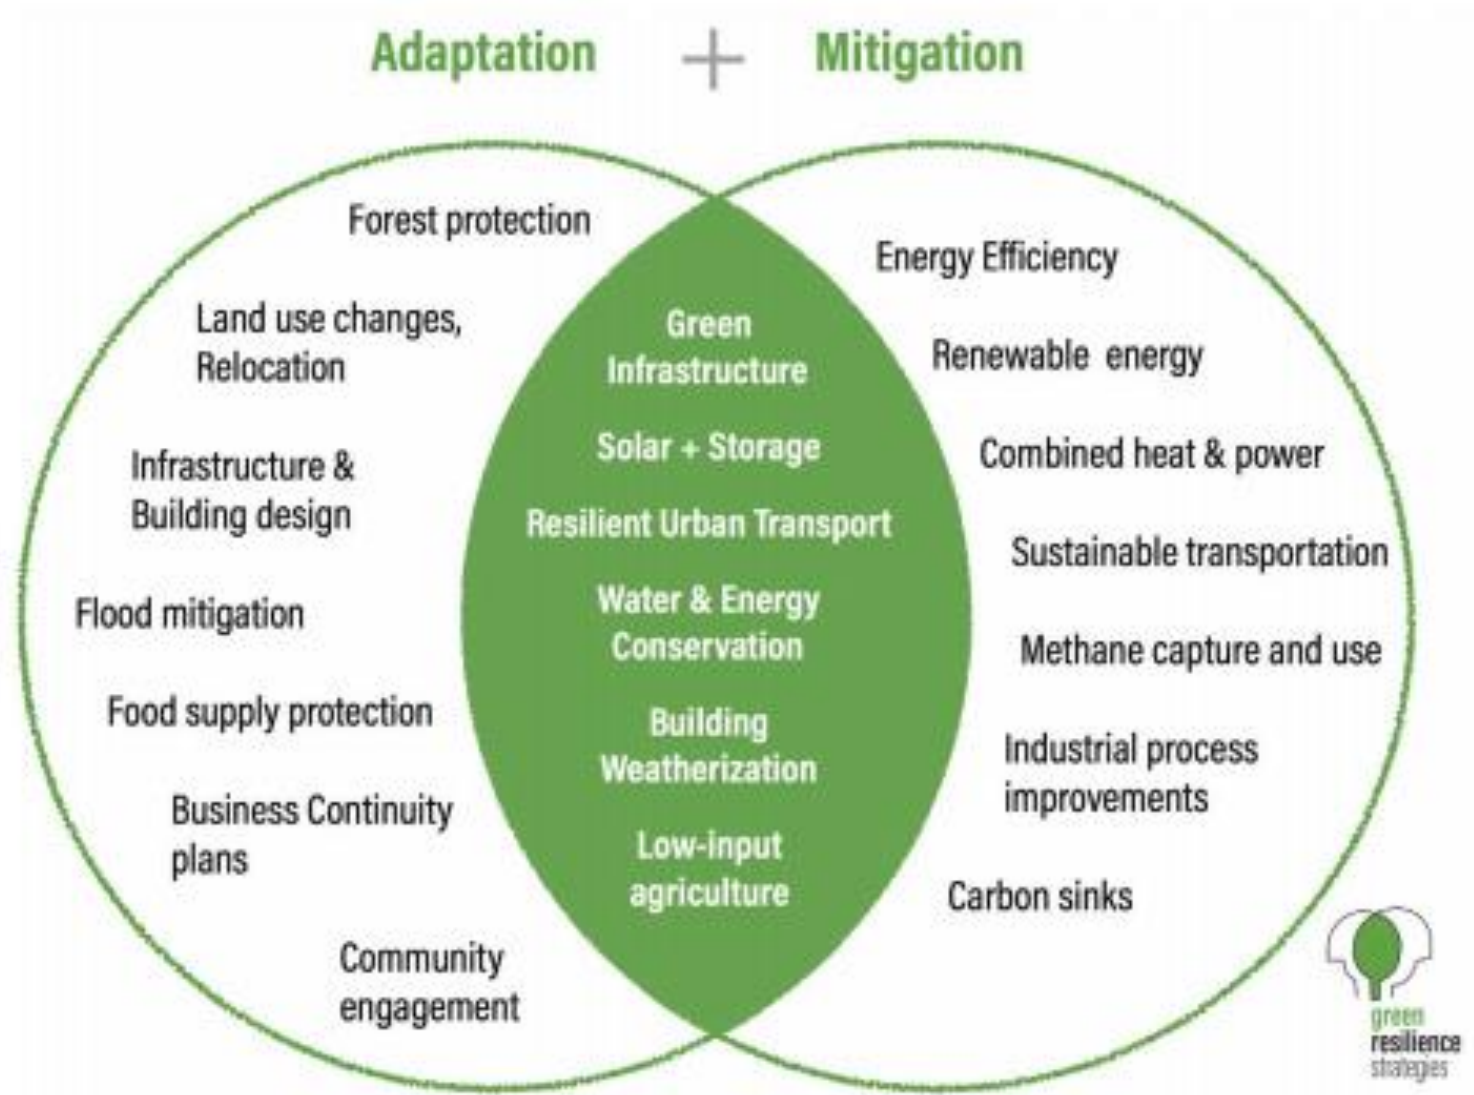 Adaptation + Mitigation
Forest protection
Land use changes,
Relocation
Infrastructure &
Building design
Flood mitigation
Food supply protection
Business Continuity
plans
Community
engagement
Green
Infrastructure
Solar + Storage
Resilient Urban Transport
Water & Energy
Conservation
Building
Weatherization
Low-input
agriculture
Energy Efficiency
Renewable energy
Combined heat & power
Sustainable transportation
Methane capture and use
Industrial process
improvements
Carbon sinks
green
resilience
strategies